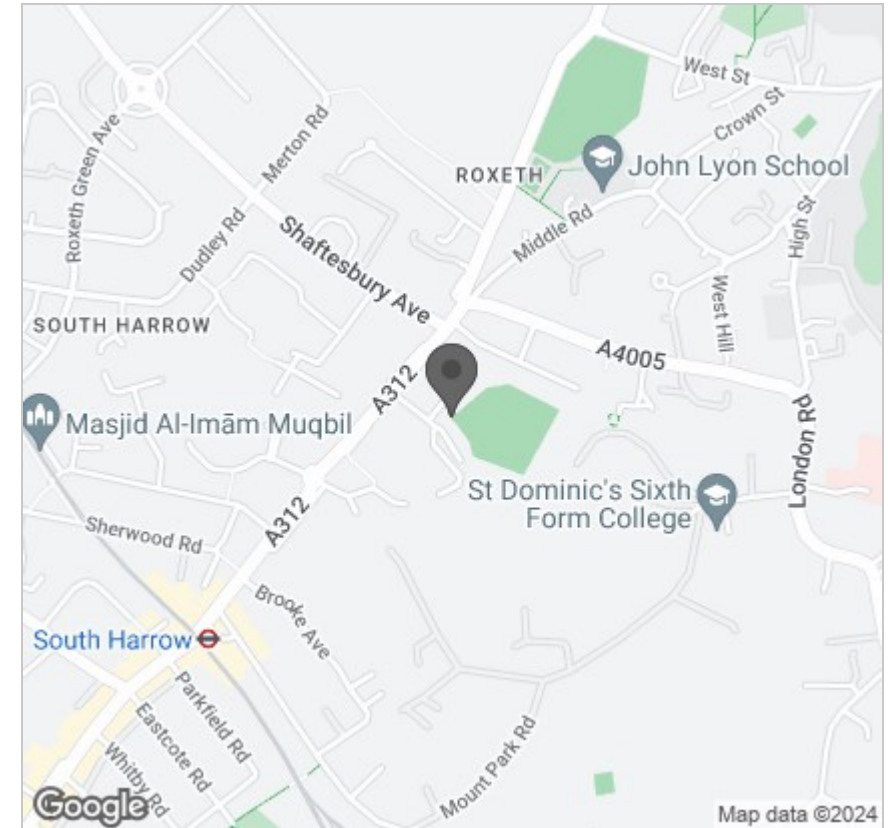 West St
Crown St
Merton Rd
ROXETH
John Lyon School
Roxeth Green Ave
Middle Rd
High St
Dudley Rd
Shaftesbury Ave
West Hill
SOUTH HARROW
A4005
A312
Masjid Al-Imām Muqbil
London Rd
St Dominic's Sixth
Form College
A312
Sherwood Rd
Brooke Ave
South Harrow
Parkfield Rd
Eastcote Rd
Mount Park Rd
Whitby Rd
Google
Map data ©2024